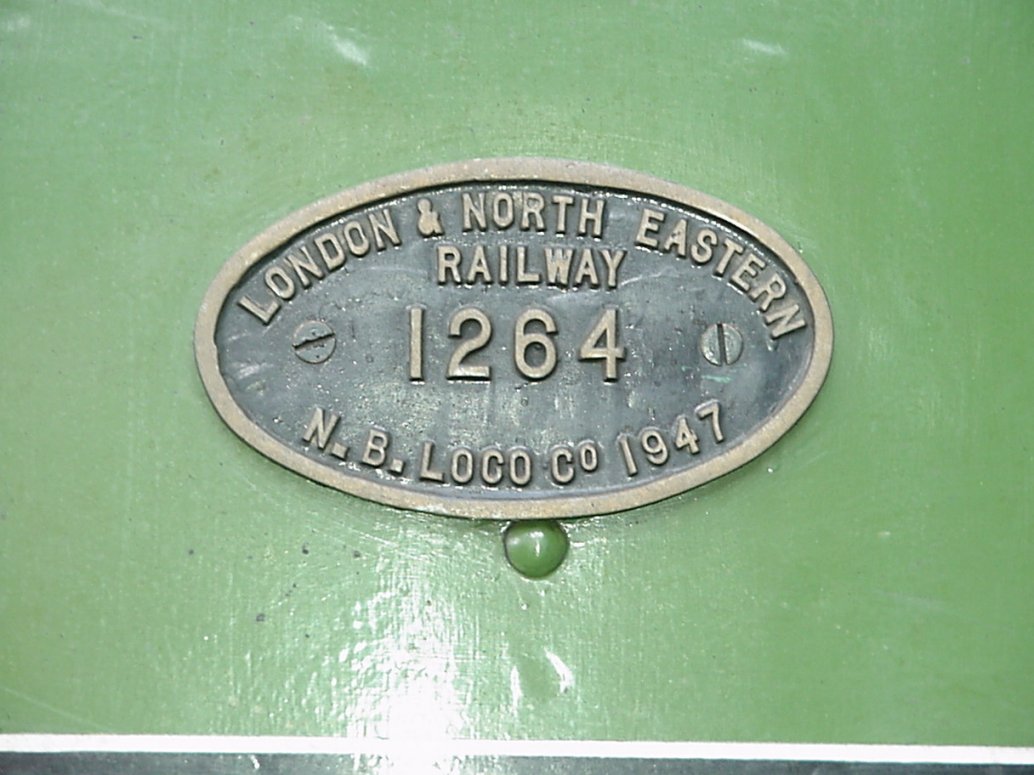 LONDON & NORTH EASTERN
RAILWAY
1264
N. B. LOCO Co 1947